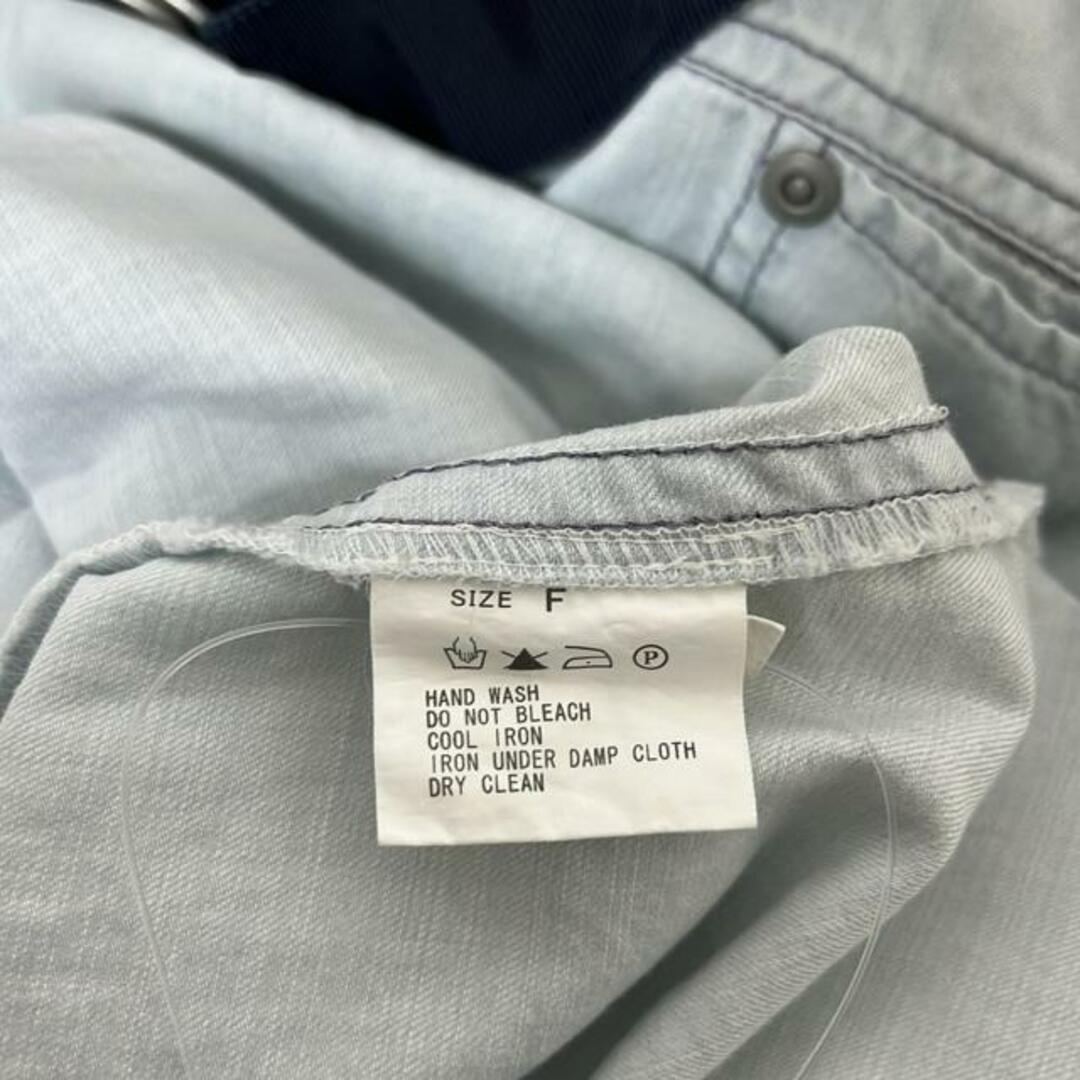 SIZE F
P
HAND WASH
DO NOT BLEACH
COOL IRON
IRON UNDER DAMP CLOTH
DRY CLEAN